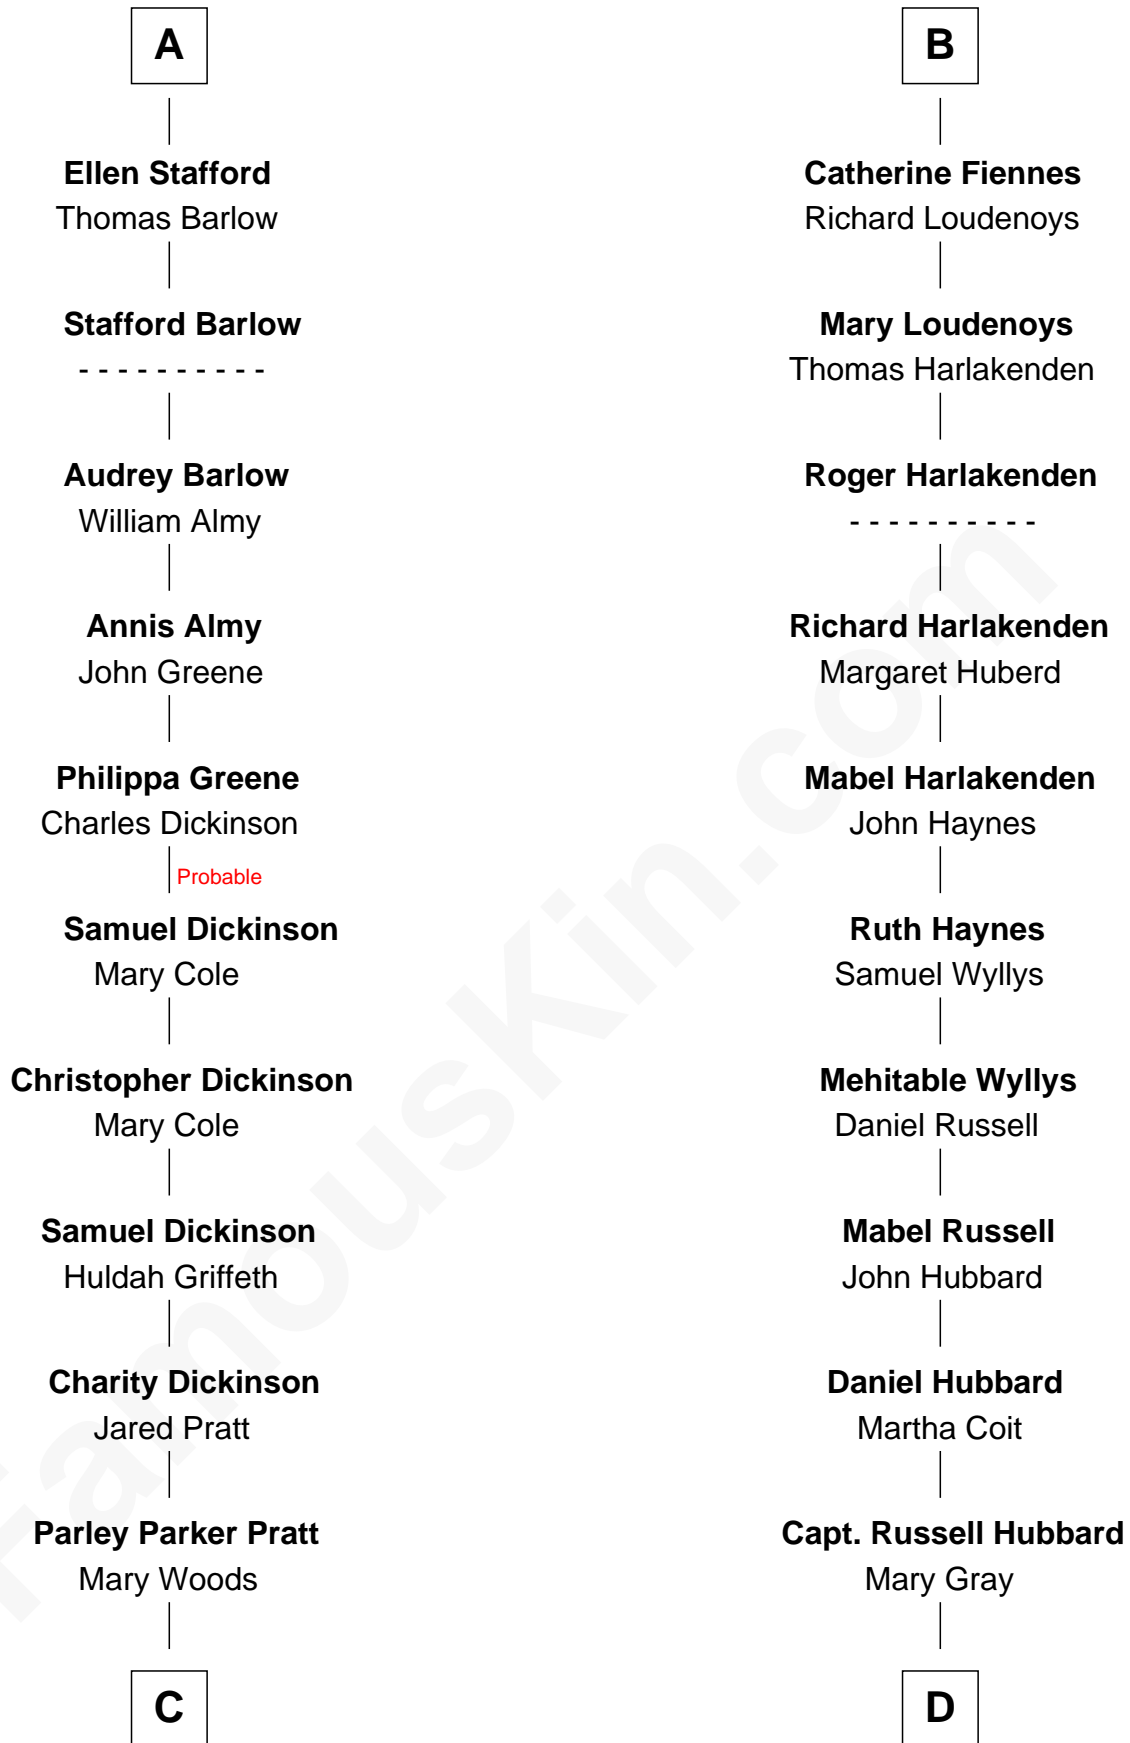 A
Ellen Stafford
Thomas Barlow
Stafford Barlow
- - - - - - - - - -
Audrey Barlow
William Almy
Annis Almy
John Greene
Philippa Greene
Charles Dickinson
Probable
Samuel Dickinson
Mary Cole
Christopher Dickinson
Mary Cole
Samuel Dickinson
Huldah Griffeth
Charity Dickinson
Jared Pratt
Parley Parker Pratt
Mary Woods
C
B
Catherine Fiennes
Richard Loudenoys
Mary Loudenoys
Thomas Harlakenden
Roger Harlakenden
- - - - - - - - - -
Richard Harlakenden
Margaret Huberd
Mabel Harlakenden
John Haynes
Ruth Haynes
Samuel Wyllys
Mehitable Wyllys
Daniel Russell
Mabel Russell
John Hubbard
Daniel Hubbard
Martha Coit
Capt. Russell Hubbard
Mary Gray
D
FamousKin.com